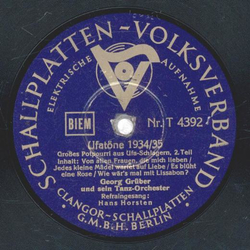 SCHALLPLATTEN-VOLKSVERBAND
ELEKTRISCHE AUFNAHME
BIEM
Nr. T 4392
Ufatöne 1934/35
Großes Potpourri aus Ufa-Schlagern, 2. Teil
Inhalt: Von allen Frauen, die mich lieben /
Jedes kleine Mädel wartet auf Liebe / Es blüht
eine Rose / Wie wär's mal mit Lissabon?
Georg Grüber
und sein Tanz-Orchester
Refraingesang:
Hans Horsten
CLANGOR-SCHALLPLATTEN
G.M.B.H. BERLIN